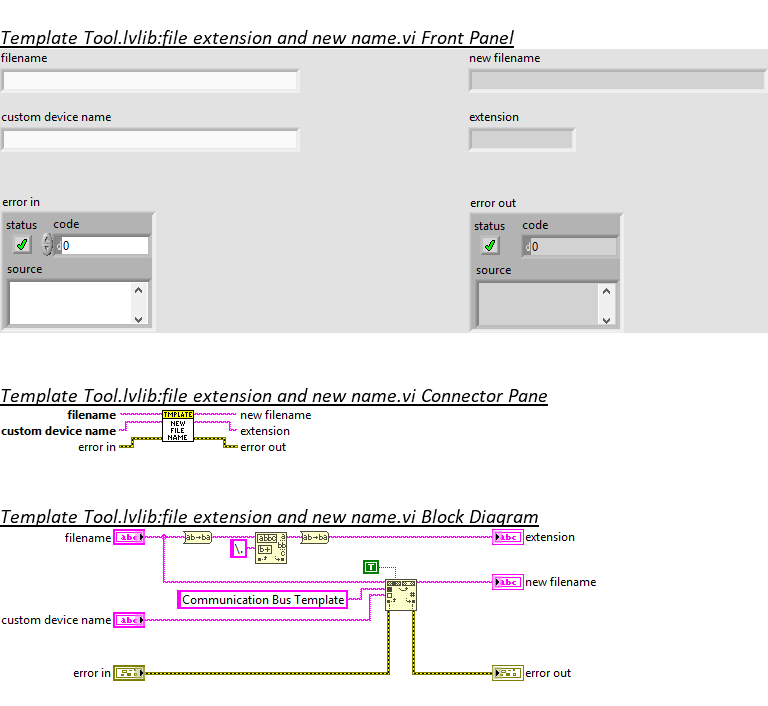 Template Tool.lvlib:file extension and new name.vi Front Panel
filename new filename
custom device name extension
error in error out
status code status code
d0 d0
source source
Template Tool.lvlib:file extension and new name.vi Connector Pane
filename TMPLATE new filename
custom device name NEW FILE NAME extension
error in error out
Template Tool.lvlib:file extension and new name.vi Block Diagram
filename abc ab→ba abbc ab→ba abc extension
\. b+
T
abc new filename
Communication Bus Template
custom device name abc
error in error out